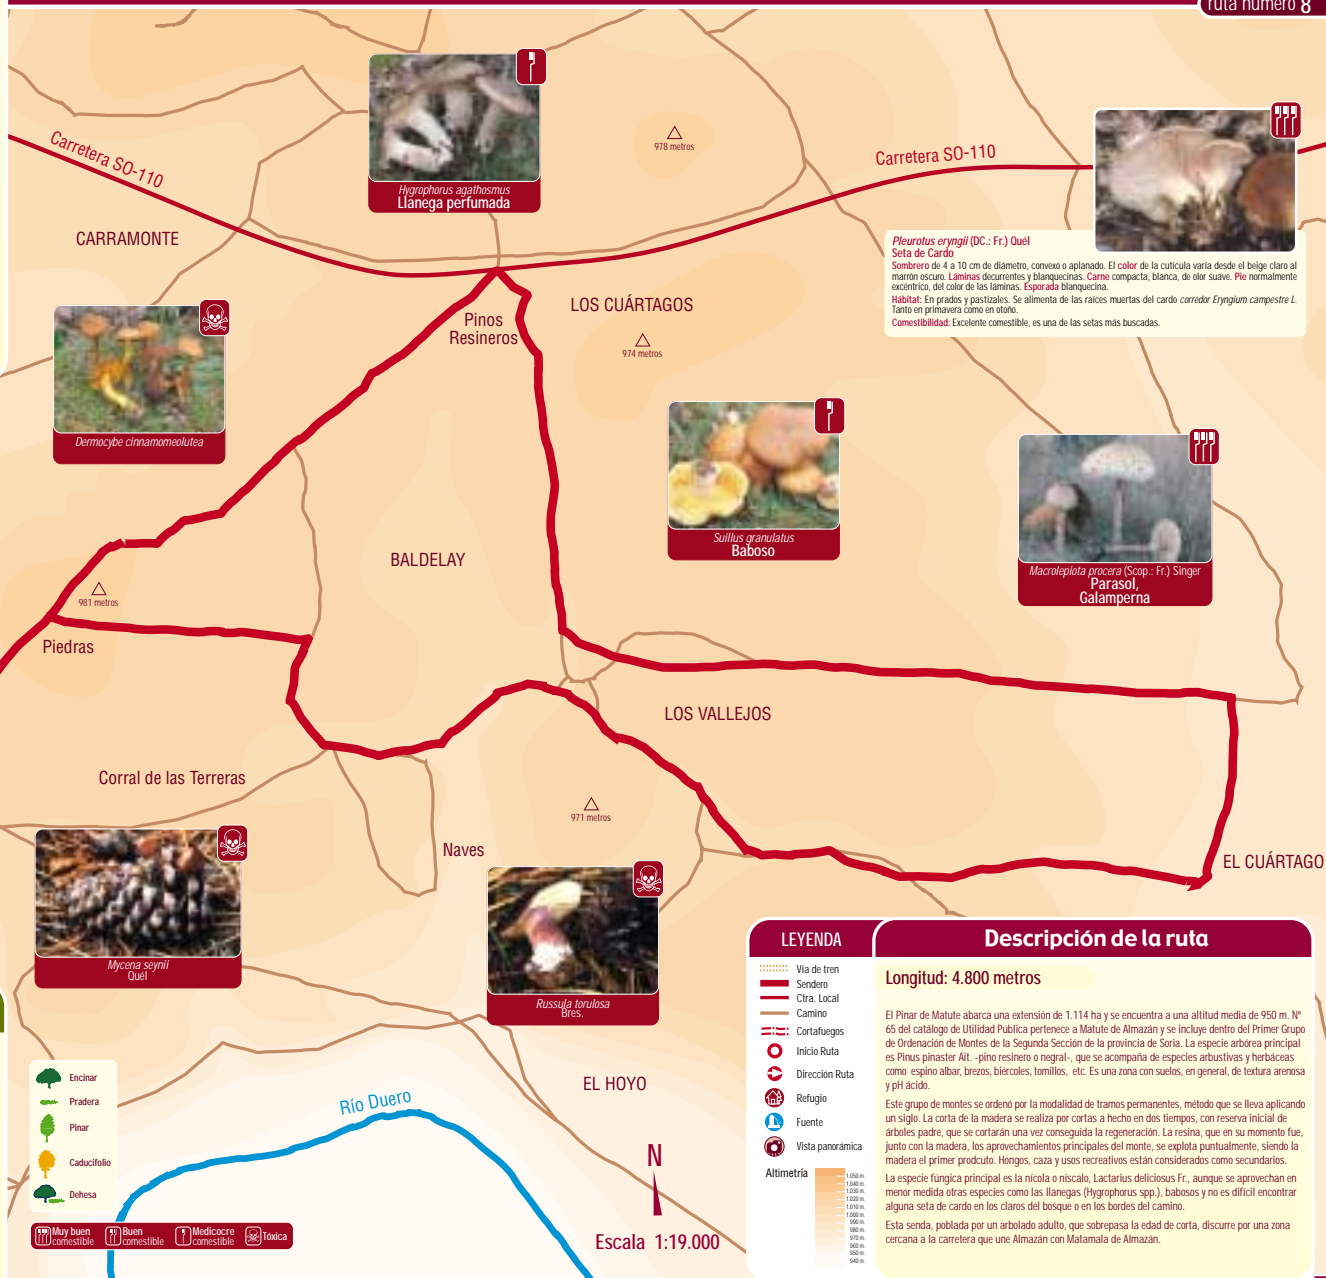 ruta número 8
Carretera SO-110
Hygrophorus agathosmus
Llanega perfumada
978 metros
Carretera SO-110
CARRAMONTE
Pleurotus eryngii (DC.: Fr.) Quél
Seta de Cardo
Sombrero de 4 a 10 cm de diámetro, convexo o aplanado. El color de la cutícula varía desde el beige claro al
marrón oscuro. Láminas decurrentes y blanquecinas. Carne compacta, blanca, de olor suave. Pie normalmente
excéntrico, del color de las láminas. Esporada blanquecina.
Hábitat: En prados y pastizales. Se alimenta de las raíces muertas del cardo corredor Eryngium campestre L.
Tanto en primavera como en otoño.
Comestibilidad: Excelente comestible, es una de las setas más buscadas.
LOS CUÁRTAGOS
Pinos
Resineros
974 metros
Dermocybe cinnamomeolutea
Suillus granulatus
Baboso
Macrolepiota procera (Scop.: Fr.) Singer
Parasol,
Galamperna
BALDELAY
981 metros
Piedras
LOS VALLEJOS
Corral de las Terreras
971 metros
Naves
EL CUÁRTAGO
Mycena seynii
Quél
Russula torulosa
Bres.
EL HOYO
Río Duero
Encinar
Pradera
Pinar
Caducifolio
Dehesa
Muy buen
comestible
Buen
comestible
Medicocre
comestible
Tóxica
N
Escala 1:19.000
LEYENDA
Vía de tren
Sendero
Ctra. Local
Camino
Cortafuegos
Inicio Ruta
Dirección Ruta
Refugio
Fuente
Vista panorámica
Altimetría
1.050 m.
1.040 m.
1.030 m.
1.020 m.
1.010 m.
1.000 m.
990 m.
980 m.
970 m.
960 m.
950 m.
940 m.
Descripción de la ruta
Longitud: 4.800 metros
El Pinar de Matute abarca una extensión de 1.114 ha y se encuentra a una altitud media de 950 m. Nº
65 del catálogo de Utilidad Pública pertenece a Matute de Almazán y se incluye dentro del Primer Grupo
de Ordenación de Montes de la Segunda Sección de la provincia de Soria. La especie arbórea principal
es Pinus pinaster Ait. -pino resinero o negral-, que se acompaña de especies arbustivas y herbáceas
como espino albar, brezos, biércoles, tomillos, etc. Es una zona con suelos, en general, de textura arenosa
y pH ácido.
Este grupo de montes se ordenó por la modalidad de tramos permanentes, método que se lleva aplicando
un siglo. La corta de la madera se realiza por cortas a hecho en dos tiempos, con reserva inicial de
árboles padre, que se cortarán una vez conseguida la regeneración. La resina, que en su momento fue,
junto con la madera, los aprovechamientos principales del monte, se explota puntualmente, siendo la
madera el primer prodcuto. Hongos, caza y usos recreativos están considerados como secundarios.
La especie fúngica principal es la nícola o níscalo, Lactarius deliciosus Fr., aunque se aprovechan en
menor medida otras especies como las llanegas (Hygrophorus spp.), babosos y no es difícil encontrar
alguna seta de cardo en los claros del bosque o en los bordes del camino.
Esta senda, poblada por un arbolado adulto, que sobrepasa la edad de corta, discurre por una zona
cercana a la carretera que une Almazán con Matamala de Almazán.